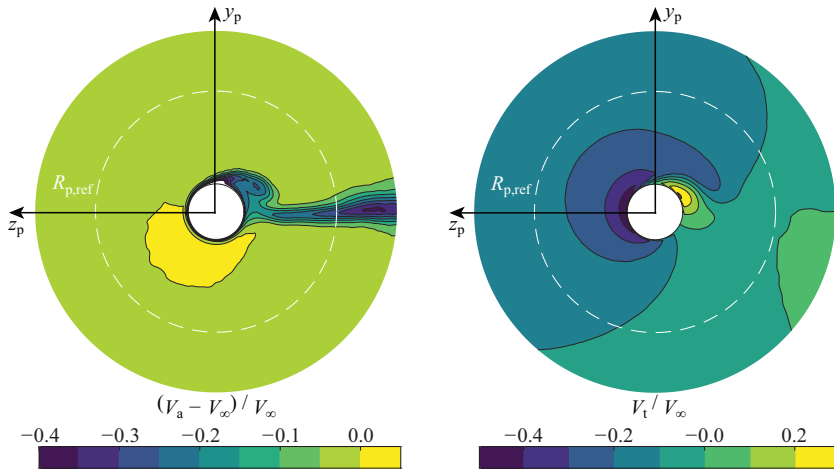 y_p y_p
R_p,ref R_p,ref
z_p z_p
(V_a − V_∞) / V_∞ V_t / V_∞
−0.4 −0.3 −0.2 −0.1 0.0 −0.4 −0.2 −0.0 0.2